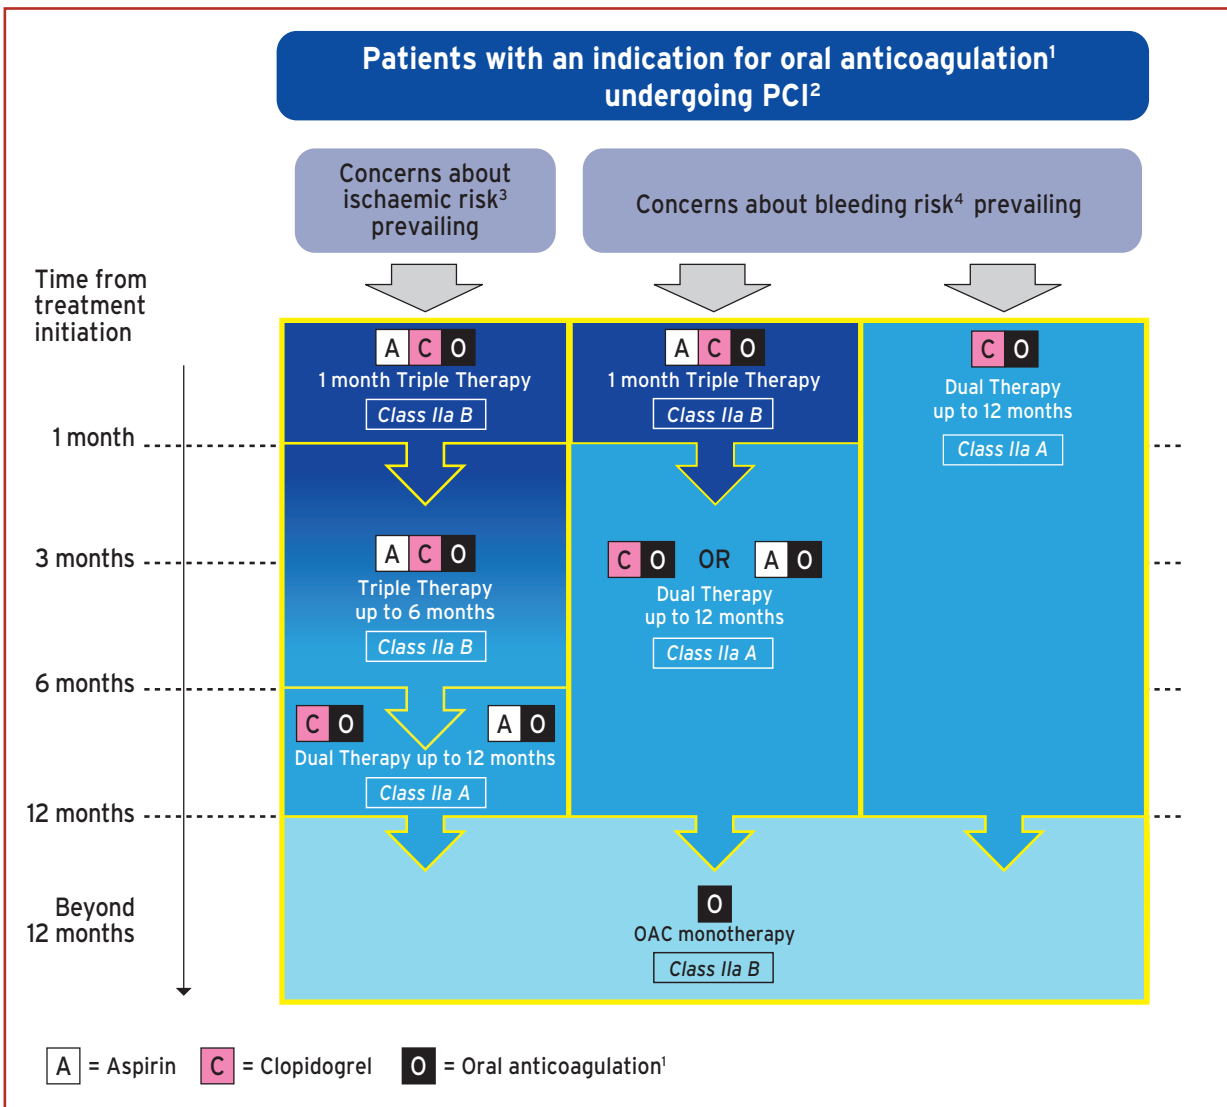 Patients with an indication for oral anticoagulation¹
undergoing PCI²
Concerns about
ischaemic risk³
prevailing
Concerns about bleeding risk⁴ prevailing
Time from
treatment
initiation
A C O
1 month Triple Therapy
Class IIa B
A C O
1 month Triple Therapy
Class IIa B
C O
Dual Therapy
up to 12 months
Class IIa A
1 month
3 months
A C O
Triple Therapy
up to 6 months
Class IIa B
C O OR A O
Dual Therapy
up to 12 months
Class IIa A
6 months
C O A O
Dual Therapy up to 12 months
Class IIa A
12 months
Beyond
12 months
O
OAC monotherapy
Class IIa B
A = Aspirin C = Clopidogrel O = Oral anticoagulation¹